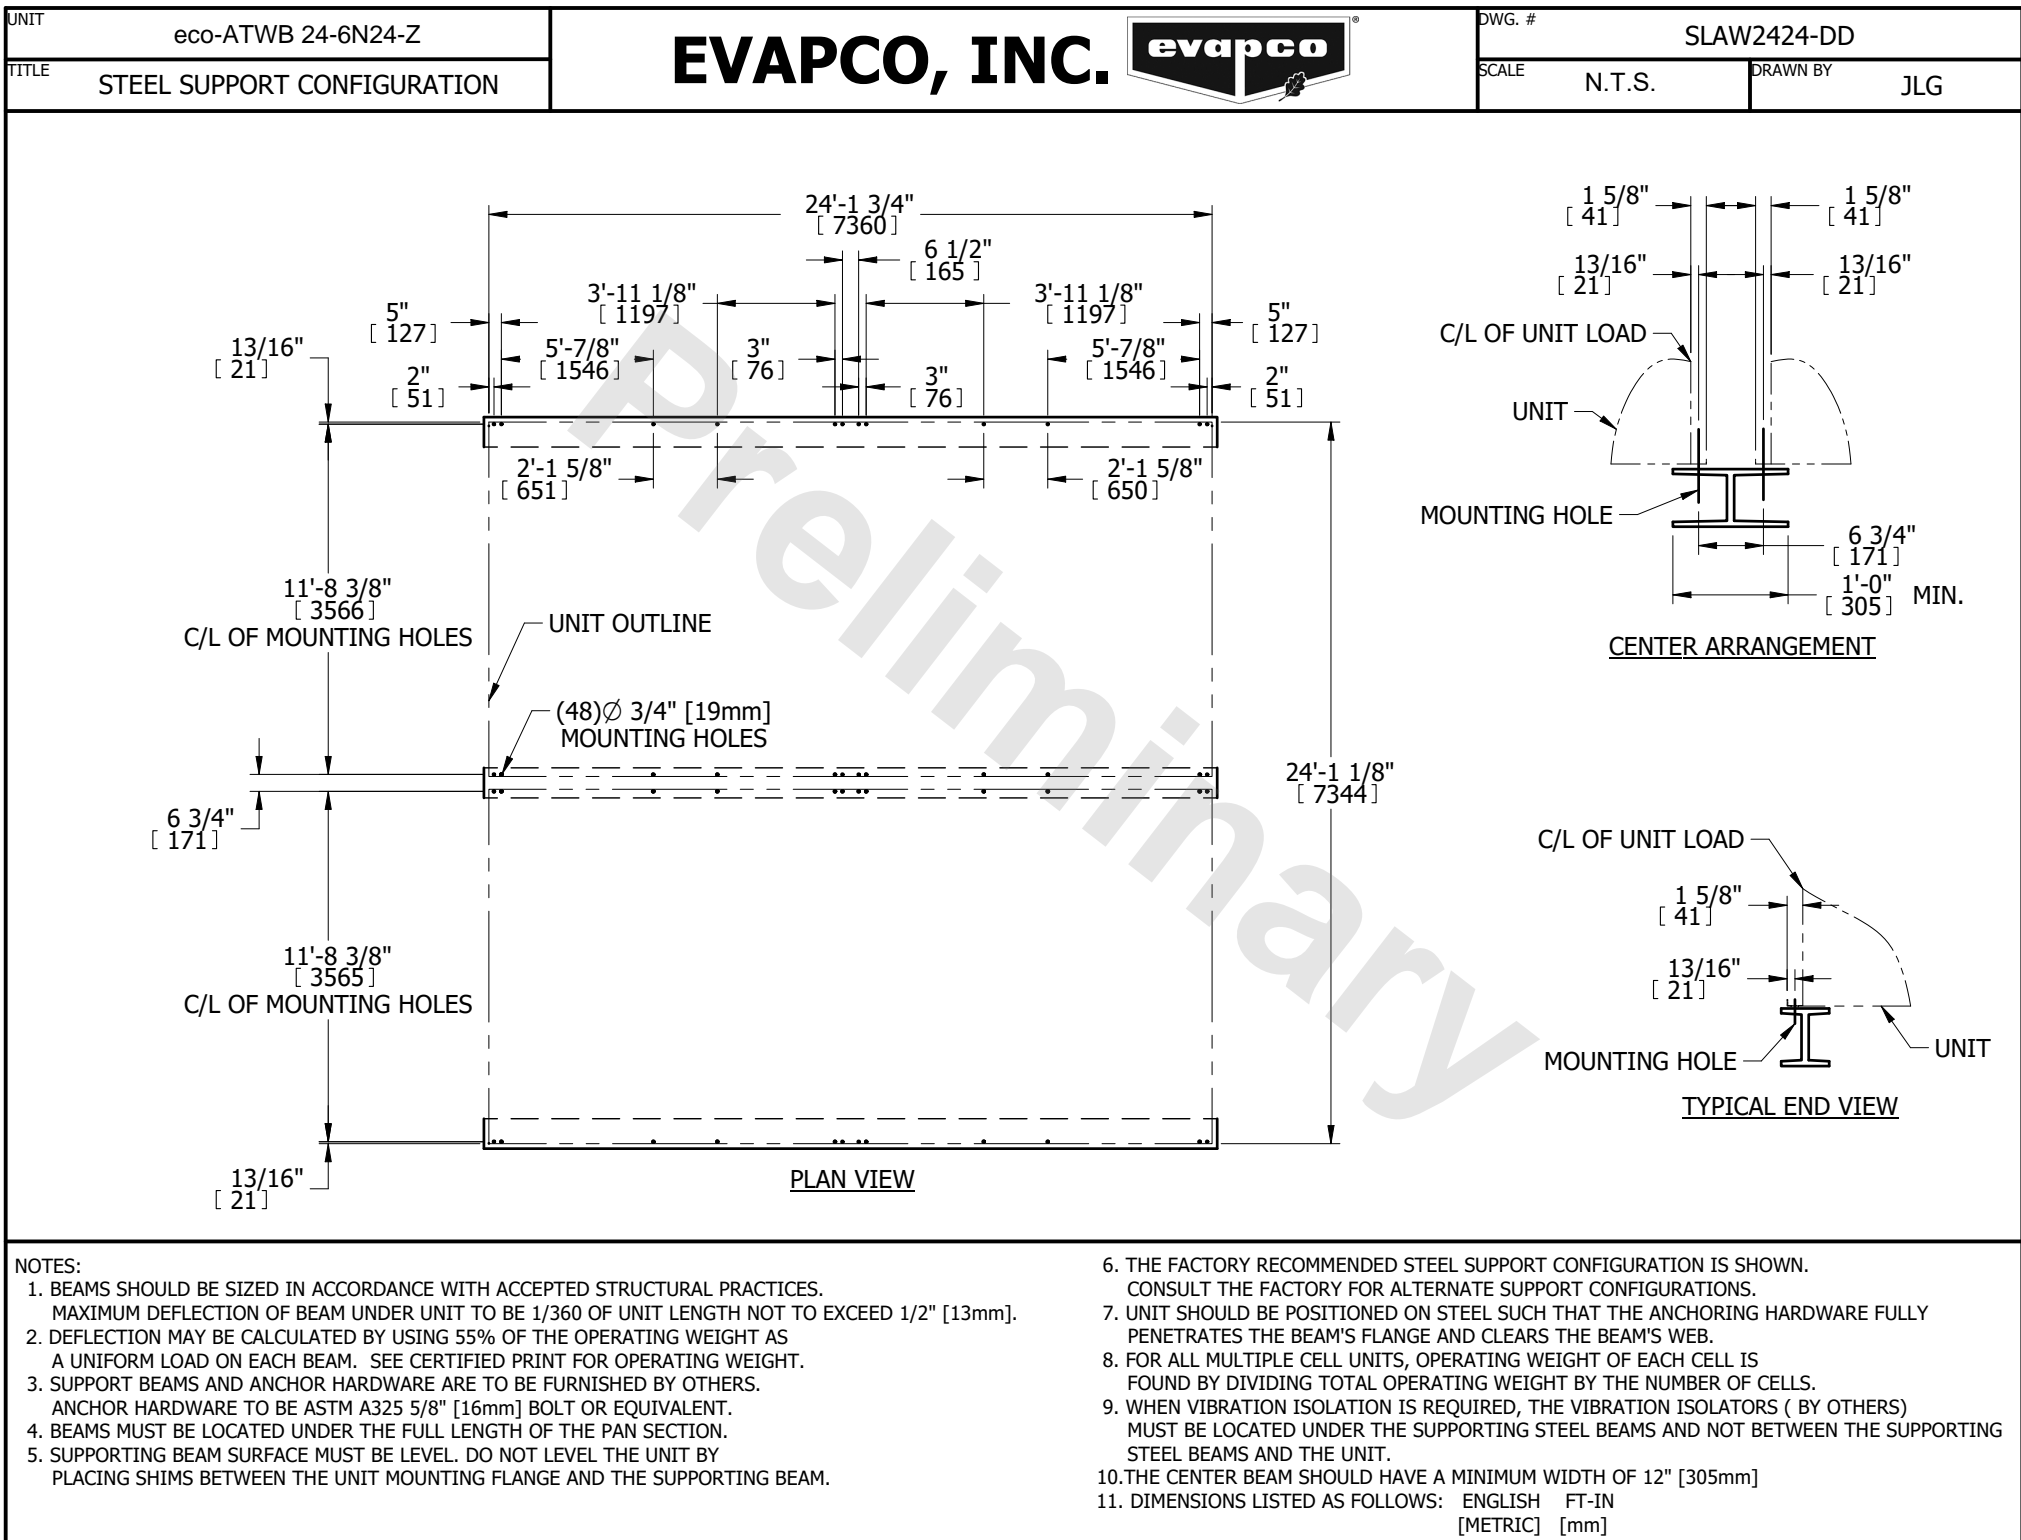 UNIT
eco-ATWB 24-6N24-Z
TITLE
STEEL SUPPORT CONFIGURATION
EVAPCO, INC.
evapco
®
DWG. #
SLAW2424-DD
SCALE
N.T.S.
DRAWN BY
JLG
24'-1 3/4"
[ 7360 ]
6 1/2"
[ 165 ]
3'-11 1/8"
[ 1197 ]
3'-11 1/8"
[ 1197 ]
5"
[ 127 ]
5"
[ 127 ]
13/16"
[ 21 ]
5'-7/8"
[ 1546 ]
3"
[ 76 ]
5'-7/8"
[ 1546 ]
2"
[ 51 ]
3"
[ 76 ]
2"
[ 51 ]
2'-1 5/8"
[ 651 ]
2'-1 5/8"
[ 650 ]
11'-8 3/8"
[ 3566 ]
C/L OF MOUNTING HOLES
UNIT OUTLINE
(48)∅ 3/4" [19mm]
MOUNTING HOLES
6 3/4"
[ 171 ]
24'-1 1/8"
[ 7344 ]
11'-8 3/8"
[ 3565 ]
C/L OF MOUNTING HOLES
13/16"
[ 21 ]
PLAN VIEW
Preliminary
1 5/8"
[ 41 ]
1 5/8"
[ 41 ]
13/16"
[ 21 ]
13/16"
[ 21 ]
C/L OF UNIT LOAD
UNIT
MOUNTING HOLE
6 3/4"
[ 171 ]
1'-0"
[ 305 ] MIN.
CENTER ARRANGEMENT
C/L OF UNIT LOAD
1 5/8"
[ 41 ]
13/16"
[ 21 ]
MOUNTING HOLE
UNIT
TYPICAL END VIEW
NOTES:
1. BEAMS SHOULD BE SIZED IN ACCORDANCE WITH ACCEPTED STRUCTURAL PRACTICES.
MAXIMUM DEFLECTION OF BEAM UNDER UNIT TO BE 1/360 OF UNIT LENGTH NOT TO EXCEED 1/2" [13mm].
2. DEFLECTION MAY BE CALCULATED BY USING 55% OF THE OPERATING WEIGHT AS
A UNIFORM LOAD ON EACH BEAM. SEE CERTIFIED PRINT FOR OPERATING WEIGHT.
3. SUPPORT BEAMS AND ANCHOR HARDWARE ARE TO BE FURNISHED BY OTHERS.
ANCHOR HARDWARE TO BE ASTM A325 5/8" [16mm] BOLT OR EQUIVALENT.
4. BEAMS MUST BE LOCATED UNDER THE FULL LENGTH OF THE PAN SECTION.
5. SUPPORTING BEAM SURFACE MUST BE LEVEL. DO NOT LEVEL THE UNIT BY
PLACING SHIMS BETWEEN THE UNIT MOUNTING FLANGE AND THE SUPPORTING BEAM.
6. THE FACTORY RECOMMENDED STEEL SUPPORT CONFIGURATION IS SHOWN.
CONSULT THE FACTORY FOR ALTERNATE SUPPORT CONFIGURATIONS.
7. UNIT SHOULD BE POSITIONED ON STEEL SUCH THAT THE ANCHORING HARDWARE FULLY
PENETRATES THE BEAM'S FLANGE AND CLEARS THE BEAM'S WEB.
8. FOR ALL MULTIPLE CELL UNITS, OPERATING WEIGHT OF EACH CELL IS
FOUND BY DIVIDING TOTAL OPERATING WEIGHT BY THE NUMBER OF CELLS.
9. WHEN VIBRATION ISOLATION IS REQUIRED, THE VIBRATION ISOLATORS ( BY OTHERS)
MUST BE LOCATED UNDER THE SUPPORTING STEEL BEAMS AND NOT BETWEEN THE SUPPORTING
STEEL BEAMS AND THE UNIT.
10.THE CENTER BEAM SHOULD HAVE A MINIMUM WIDTH OF 12" [305mm]
11. DIMENSIONS LISTED AS FOLLOWS: ENGLISH FT-IN
[METRIC] [mm]